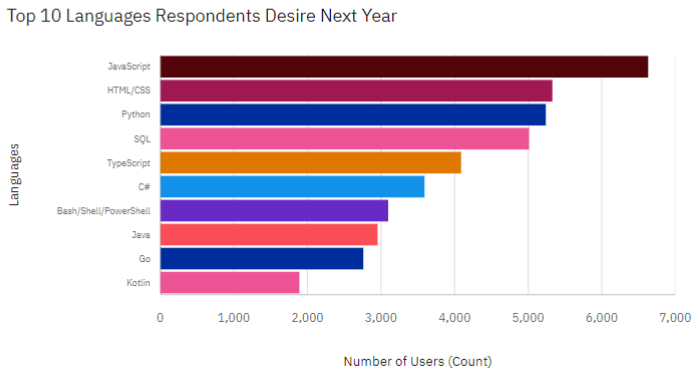 Top 10 Languages Respondents Desire Next Year
Languages
JavaScript
HTML/CSS
Python
SQL
TypeScript
C#
Bash/Shell/PowerShell
Java
Go
Kotlin
0 1,000 2,000 3,000 4,000 5,000 6,000 7,000
Number of Users (Count)